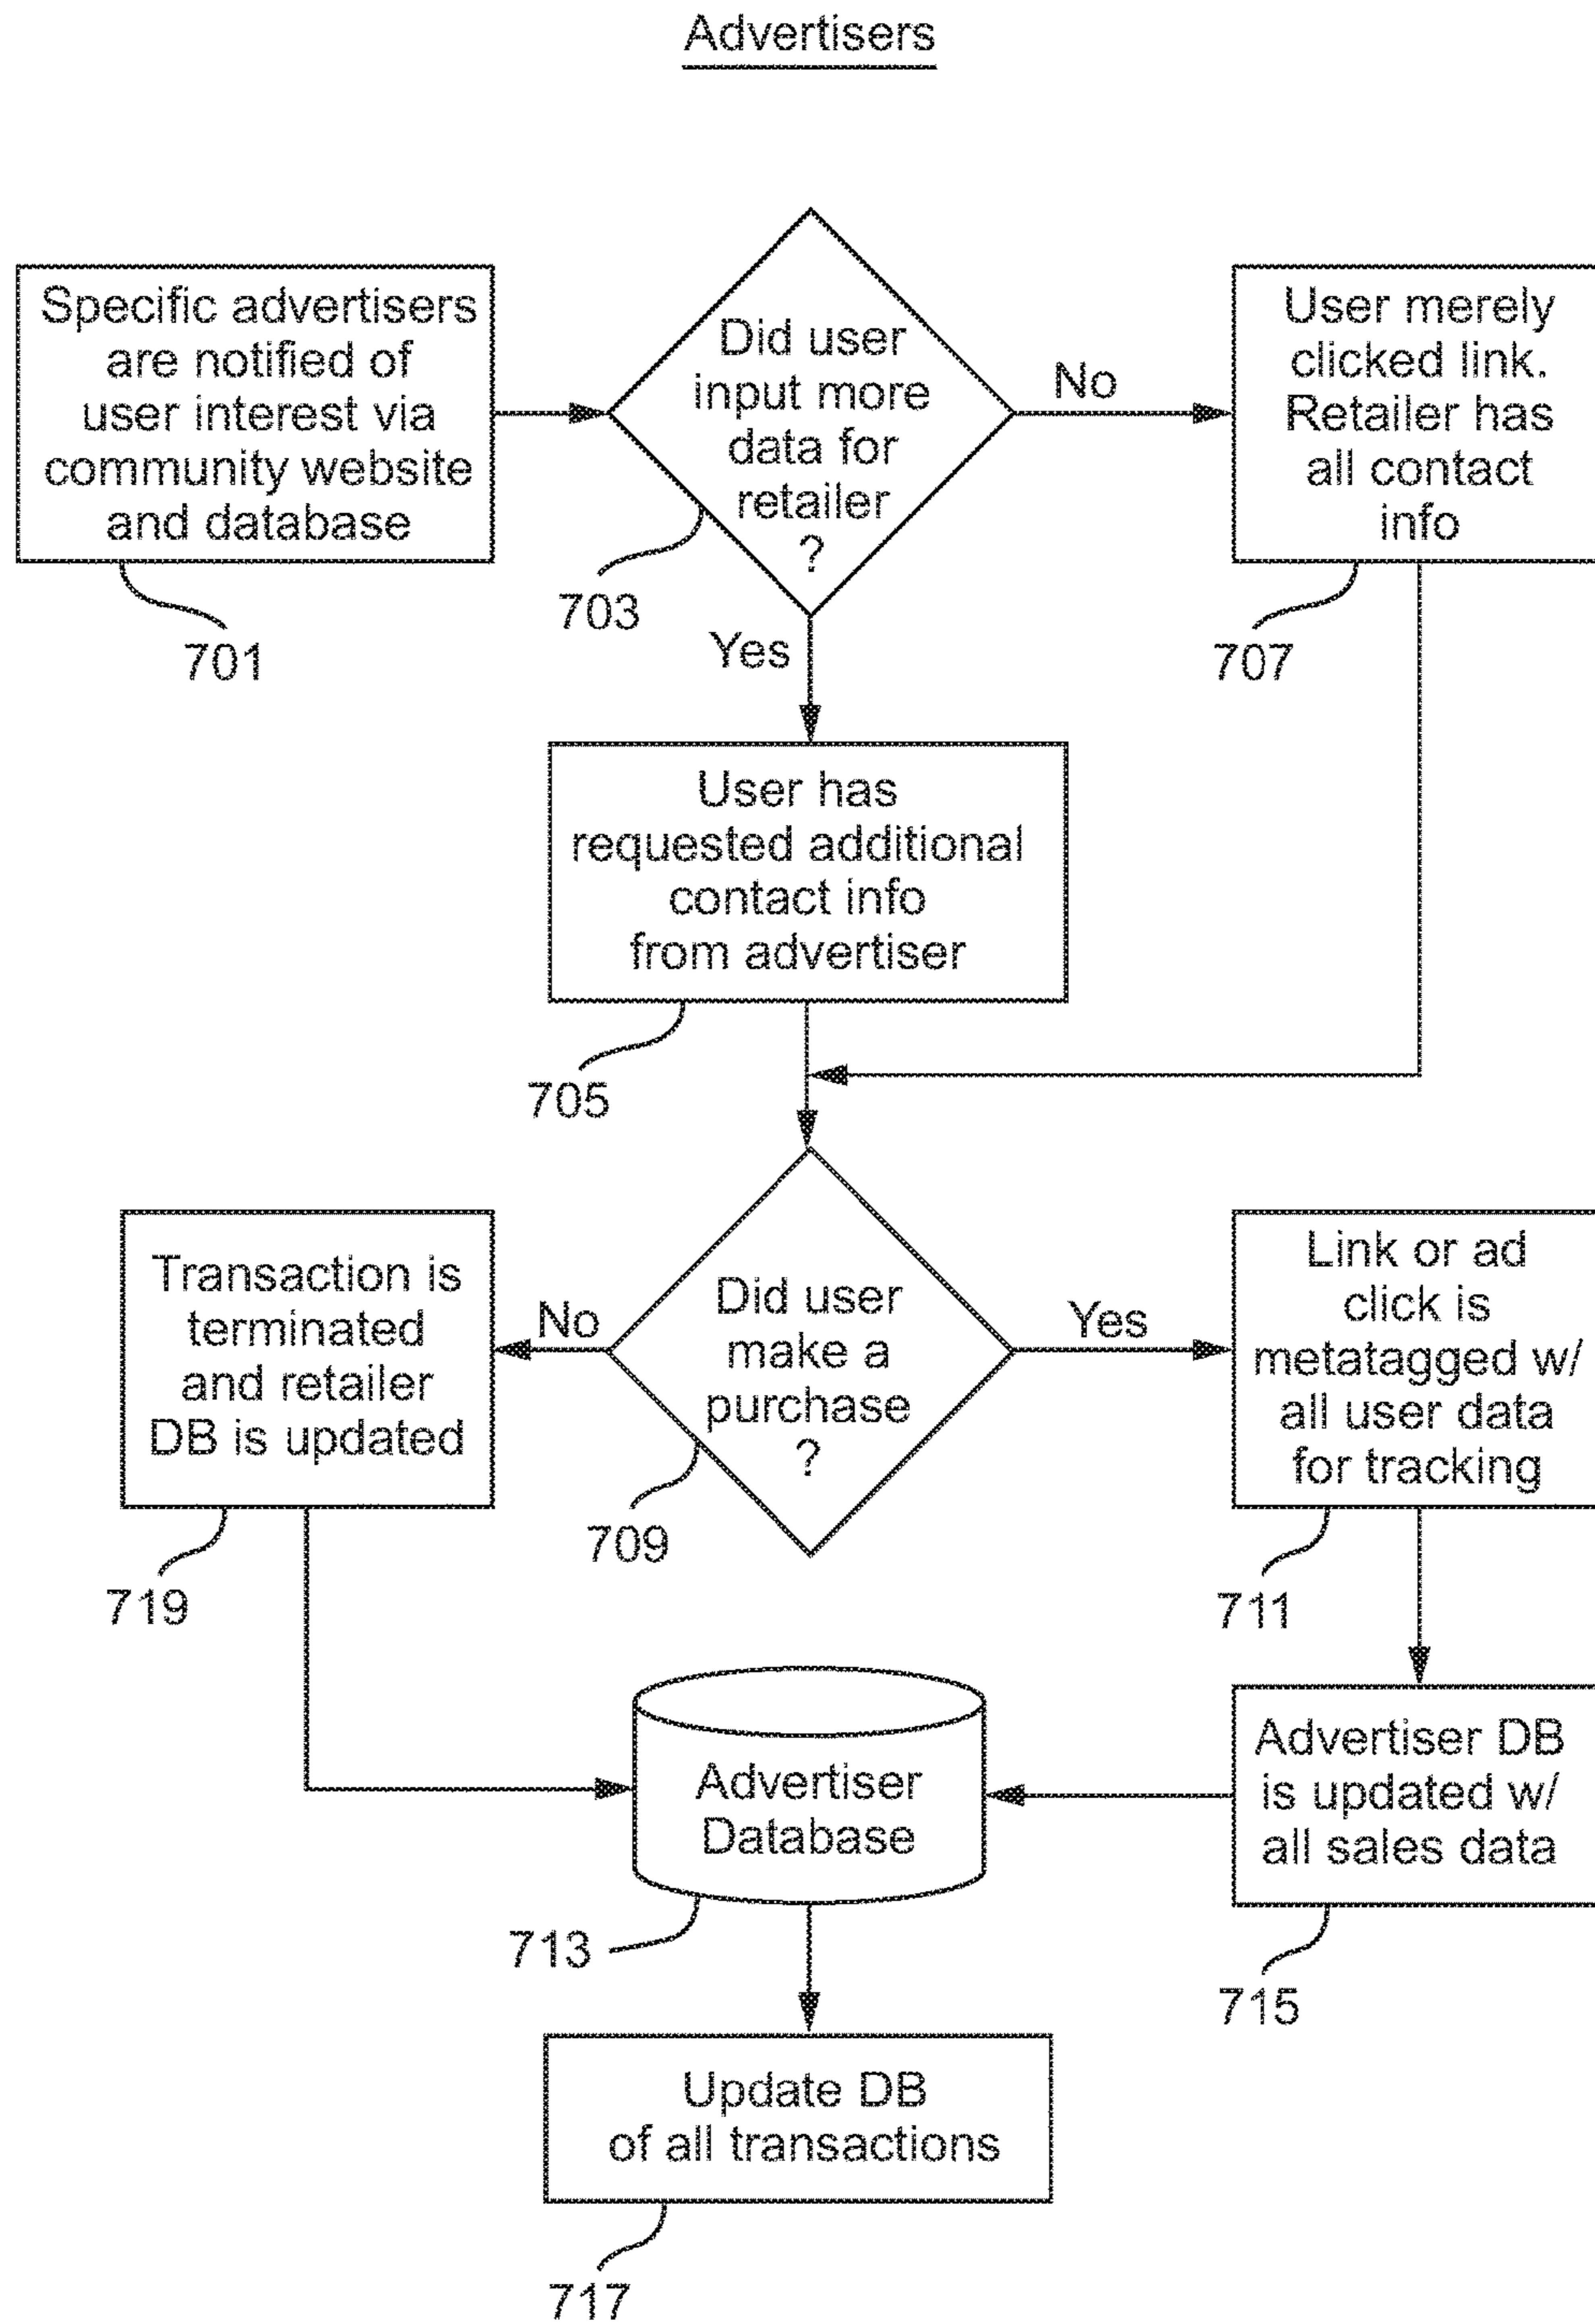 Advertisers
Specific advertisers
are notified of
user interest via
community website
and database
701
Did user
input more
data for
retailer
?
703
No
User merely
clicked link.
Retailer has
all contact
info
707
Yes
User has
requested additional
contact info
from advertiser
705
Did user
make a
purchase
?
709
No
Transaction is
terminated
and retailer
DB is updated
719
Yes
Link or ad
click is
metatagged w/
all user data
for tracking
711
Advertiser
Database
713
Advertiser DB
is updated w/
all sales data
715
Update DB
of all transactions
717